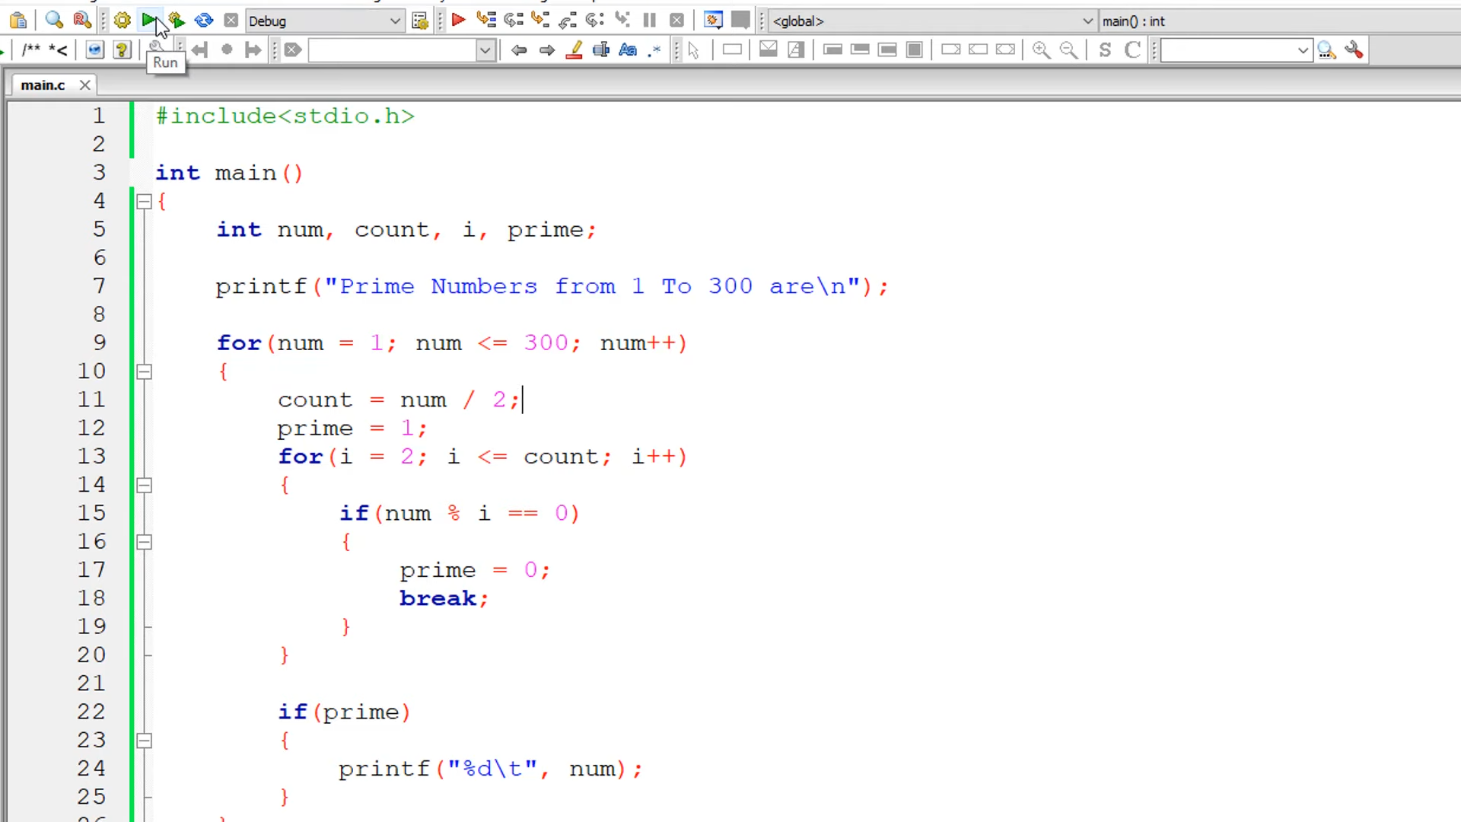 Debug
<global>
main() : int
/** *<
Aa
.*
S
C
Run
main.c
1 #include<stdio.h>
2
3 int main()
4 {
5 int num, count, i, prime;
6
7 printf("Prime Numbers from 1 To 300 are\n");
8
9 for(num = 1; num <= 300; num++)
10 {
11 count = num / 2;
12 prime = 1;
13 for(i = 2; i <= count; i++)
14 {
15 if(num % i == 0)
16 {
17 prime = 0;
18 break;
19 }
20 }
21
22 if(prime)
23 {
24 printf("%d\t", num);
25 }